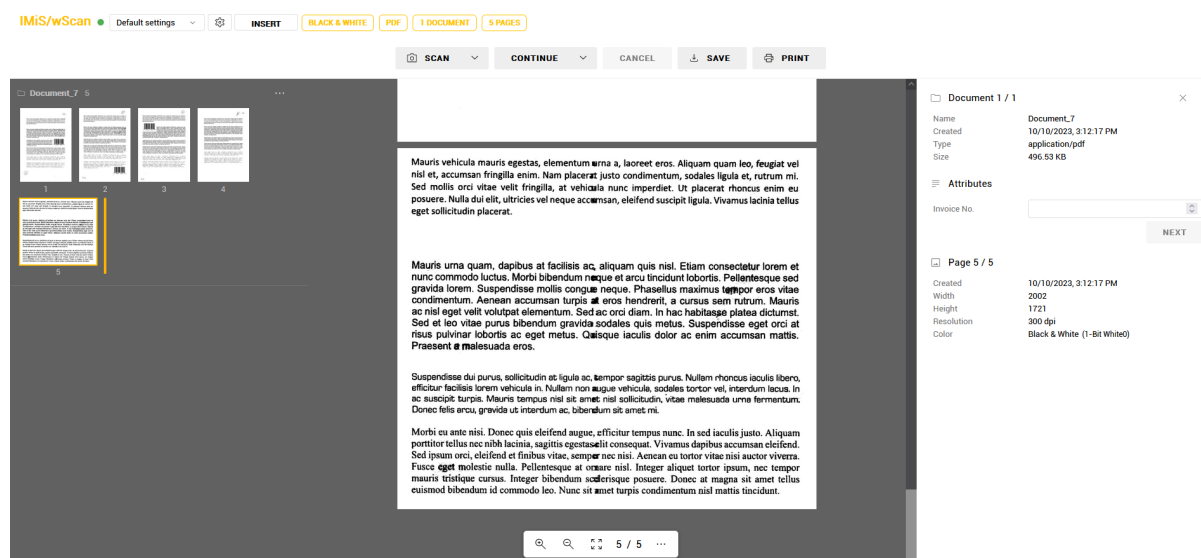 IMiS/wScan
Default settings
INSERT
BLACK & WHITE
PDF
1 DOCUMENT
5 PAGES
SCAN
CONTINUE
CANCEL
SAVE
PRINT
Document_7 5 ...
1 2 3 4
5
Mauris vehicula mauris egestas, elementum urna a, laoreet eros. Aliquam quam leo, feugiat vel
nisl et, accumsan fringilla enim. Nam placerat justo condimentum, sodales ligula et, rutrum mi.
Sed mollis orci vitae velit fringilla, at vehicula nunc imperdiet. Ut placerat rhoncus enim eu
posuere. Nulla dui elit, ultricies vel neque accumsan, eleifend suscipit ligula. Vivamus lacinia tellus
eget sollicitudin placerat.
Mauris urna quam, dapibus at facilisis ac, aliquam quis nisl. Etiam consectetur lorem et
nunc commodo luctus. Morbi bibendum neque et arcu tincidunt lobortis. Pellentesque sed
gravida lorem. Suspendisse mollis congue neque. Phasellus maximus tempor eros vitae
condimentum. Aenean accumsan turpis at eros hendrerit, a cursus sem rutrum. Mauris
ac nisl eget velit volutpat elementum. Sed ac orci diam. In hac habitasse platea dictumst.
Sed et leo vitae purus bibendum gravida sodales quis metus. Suspendisse eget orci at
risus pulvinar lobortis ac eget metus. Quisque iaculis dolor ac enim accumsan mattis.
Praesent a malesuada eros.
Suspendisse dui purus, sollicitudin at ligula ac, tempor sagittis purus. Nullam rhoncus iaculis libero,
efficitur facilisis lorem vehicula in. Nullam non augue vehicula, sodales tortor vel, interdum lacus. In
ac suscipit turpis. Mauris tempus nisl sit amet nisl sollicitudin, vitae malesuada urna fermentum.
Donec felis arcu, gravida ut interdum ac, bibendum sit amet mi.
Morbi eu ante nisi. Donec quis eleifend augue, efficitur tempus nunc. In sed iaculis justo. Aliquam
porttitor tellus nec nibh lacinia, sagittis egestas elit consequat. Vivamus dapibus accumsan eleifend.
Sed ipsum orci, eleifend et finibus vitae, semper nec nisi. Aenean eu tortor vitae nisi auctor viverra.
Fusce eget molestie nulla. Pellentesque at ornare nisl. Integer aliquet tortor ipsum, nec tempor
mauris tristique cursus. Integer bibendum scelerisque posuere. Donec at magna sit amet tellus
euismod bibendum id commodo leo. Nunc sit amet turpis condimentum nisl mattis tincidunt.
5 / 5 ...
Document 1 / 1
Name Document_7
Created 10/10/2023, 3:12:17 PM
Type application/pdf
Size 496.53 KB
Attributes
Invoice No.
NEXT
Page 5 / 5
Created 10/10/2023, 3:12:17 PM
Width 2002
Height 1721
Resolution 300 dpi
Color Black & White (1-Bit White0)